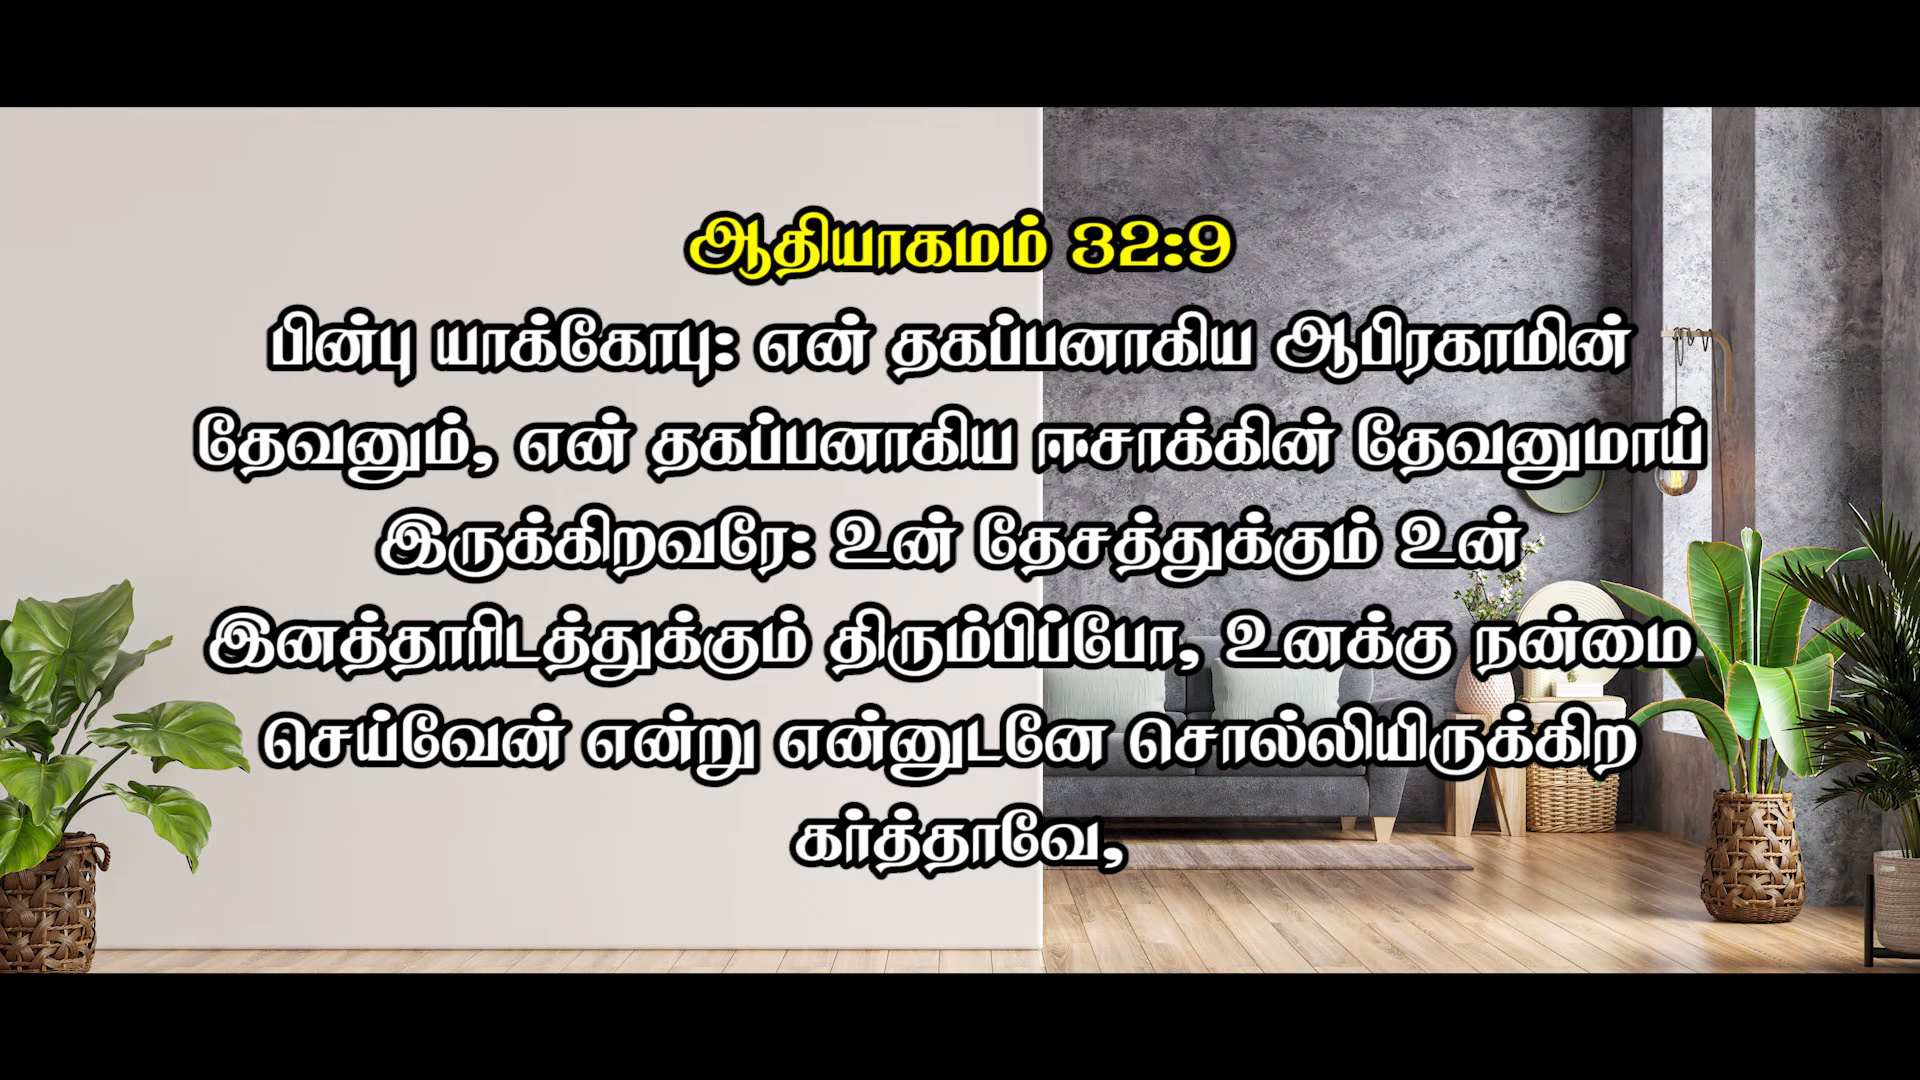 ஆதியாகமம் 32:9
பின்பு யாக்கோபு: என் தகப்பனாகிய ஆபிரகாமின்
தேவனும், என் தகப்பனாகிய ஈசாக்கின் தேவனுமாய்
இருக்கிறவரே: உன் தேசத்துக்கும் உன்
இனத்தாரிடத்துக்கும் திரும்பிப்போ, உனக்கு நன்மை
செய்வேன் என்று என்னுடனே சொல்லியிருக்கிற
கர்த்தாவே,